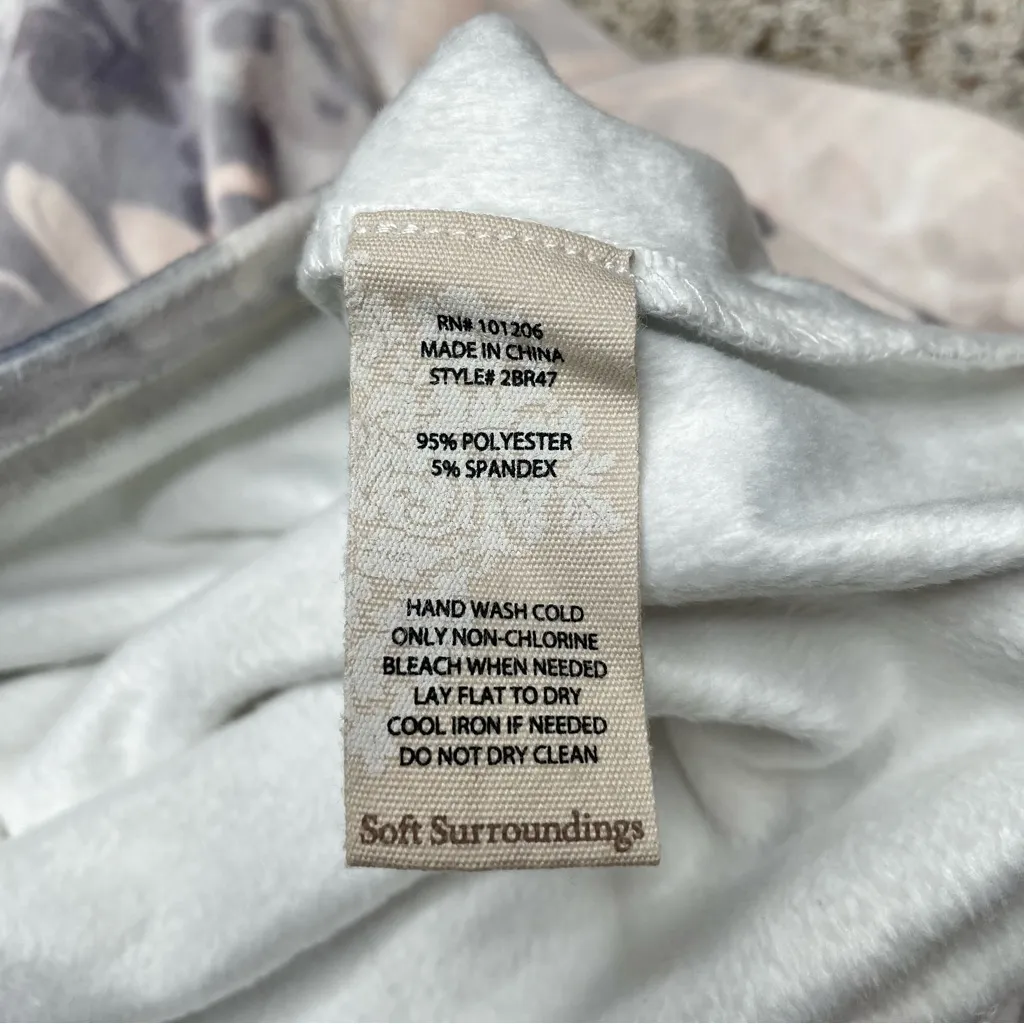 RN# 101206
MADE IN CHINA
STYLE# 2BR47
95% POLYESTER
5% SPANDEX
HAND WASH COLD
ONLY NON-CHLORINE
BLEACH WHEN NEEDED
LAY FLAT TO DRY
COOL IRON IF NEEDED
DO NOT DRY CLEAN
Soft Surroundings